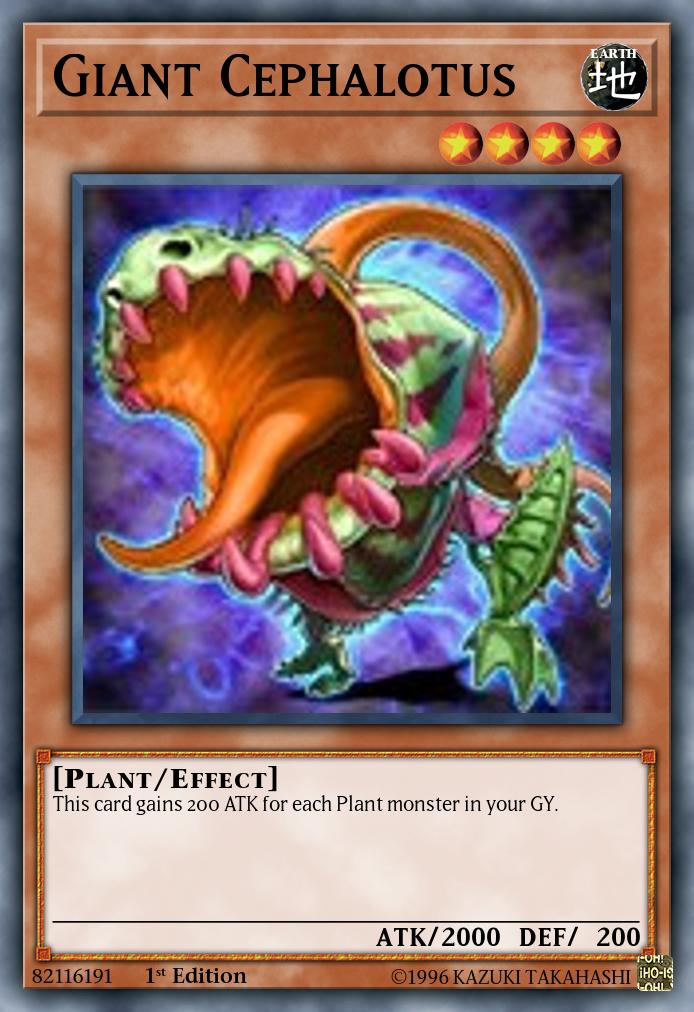 GIANT CEPHALOTUS
EARTH
地
[PLANT/EFFECT]
This card gains 200 ATK for each Plant monster in your GY.
ATK/2000 DEF/ 200
82116191 1st Edition ©1996 KAZUKI TAKAHASHI